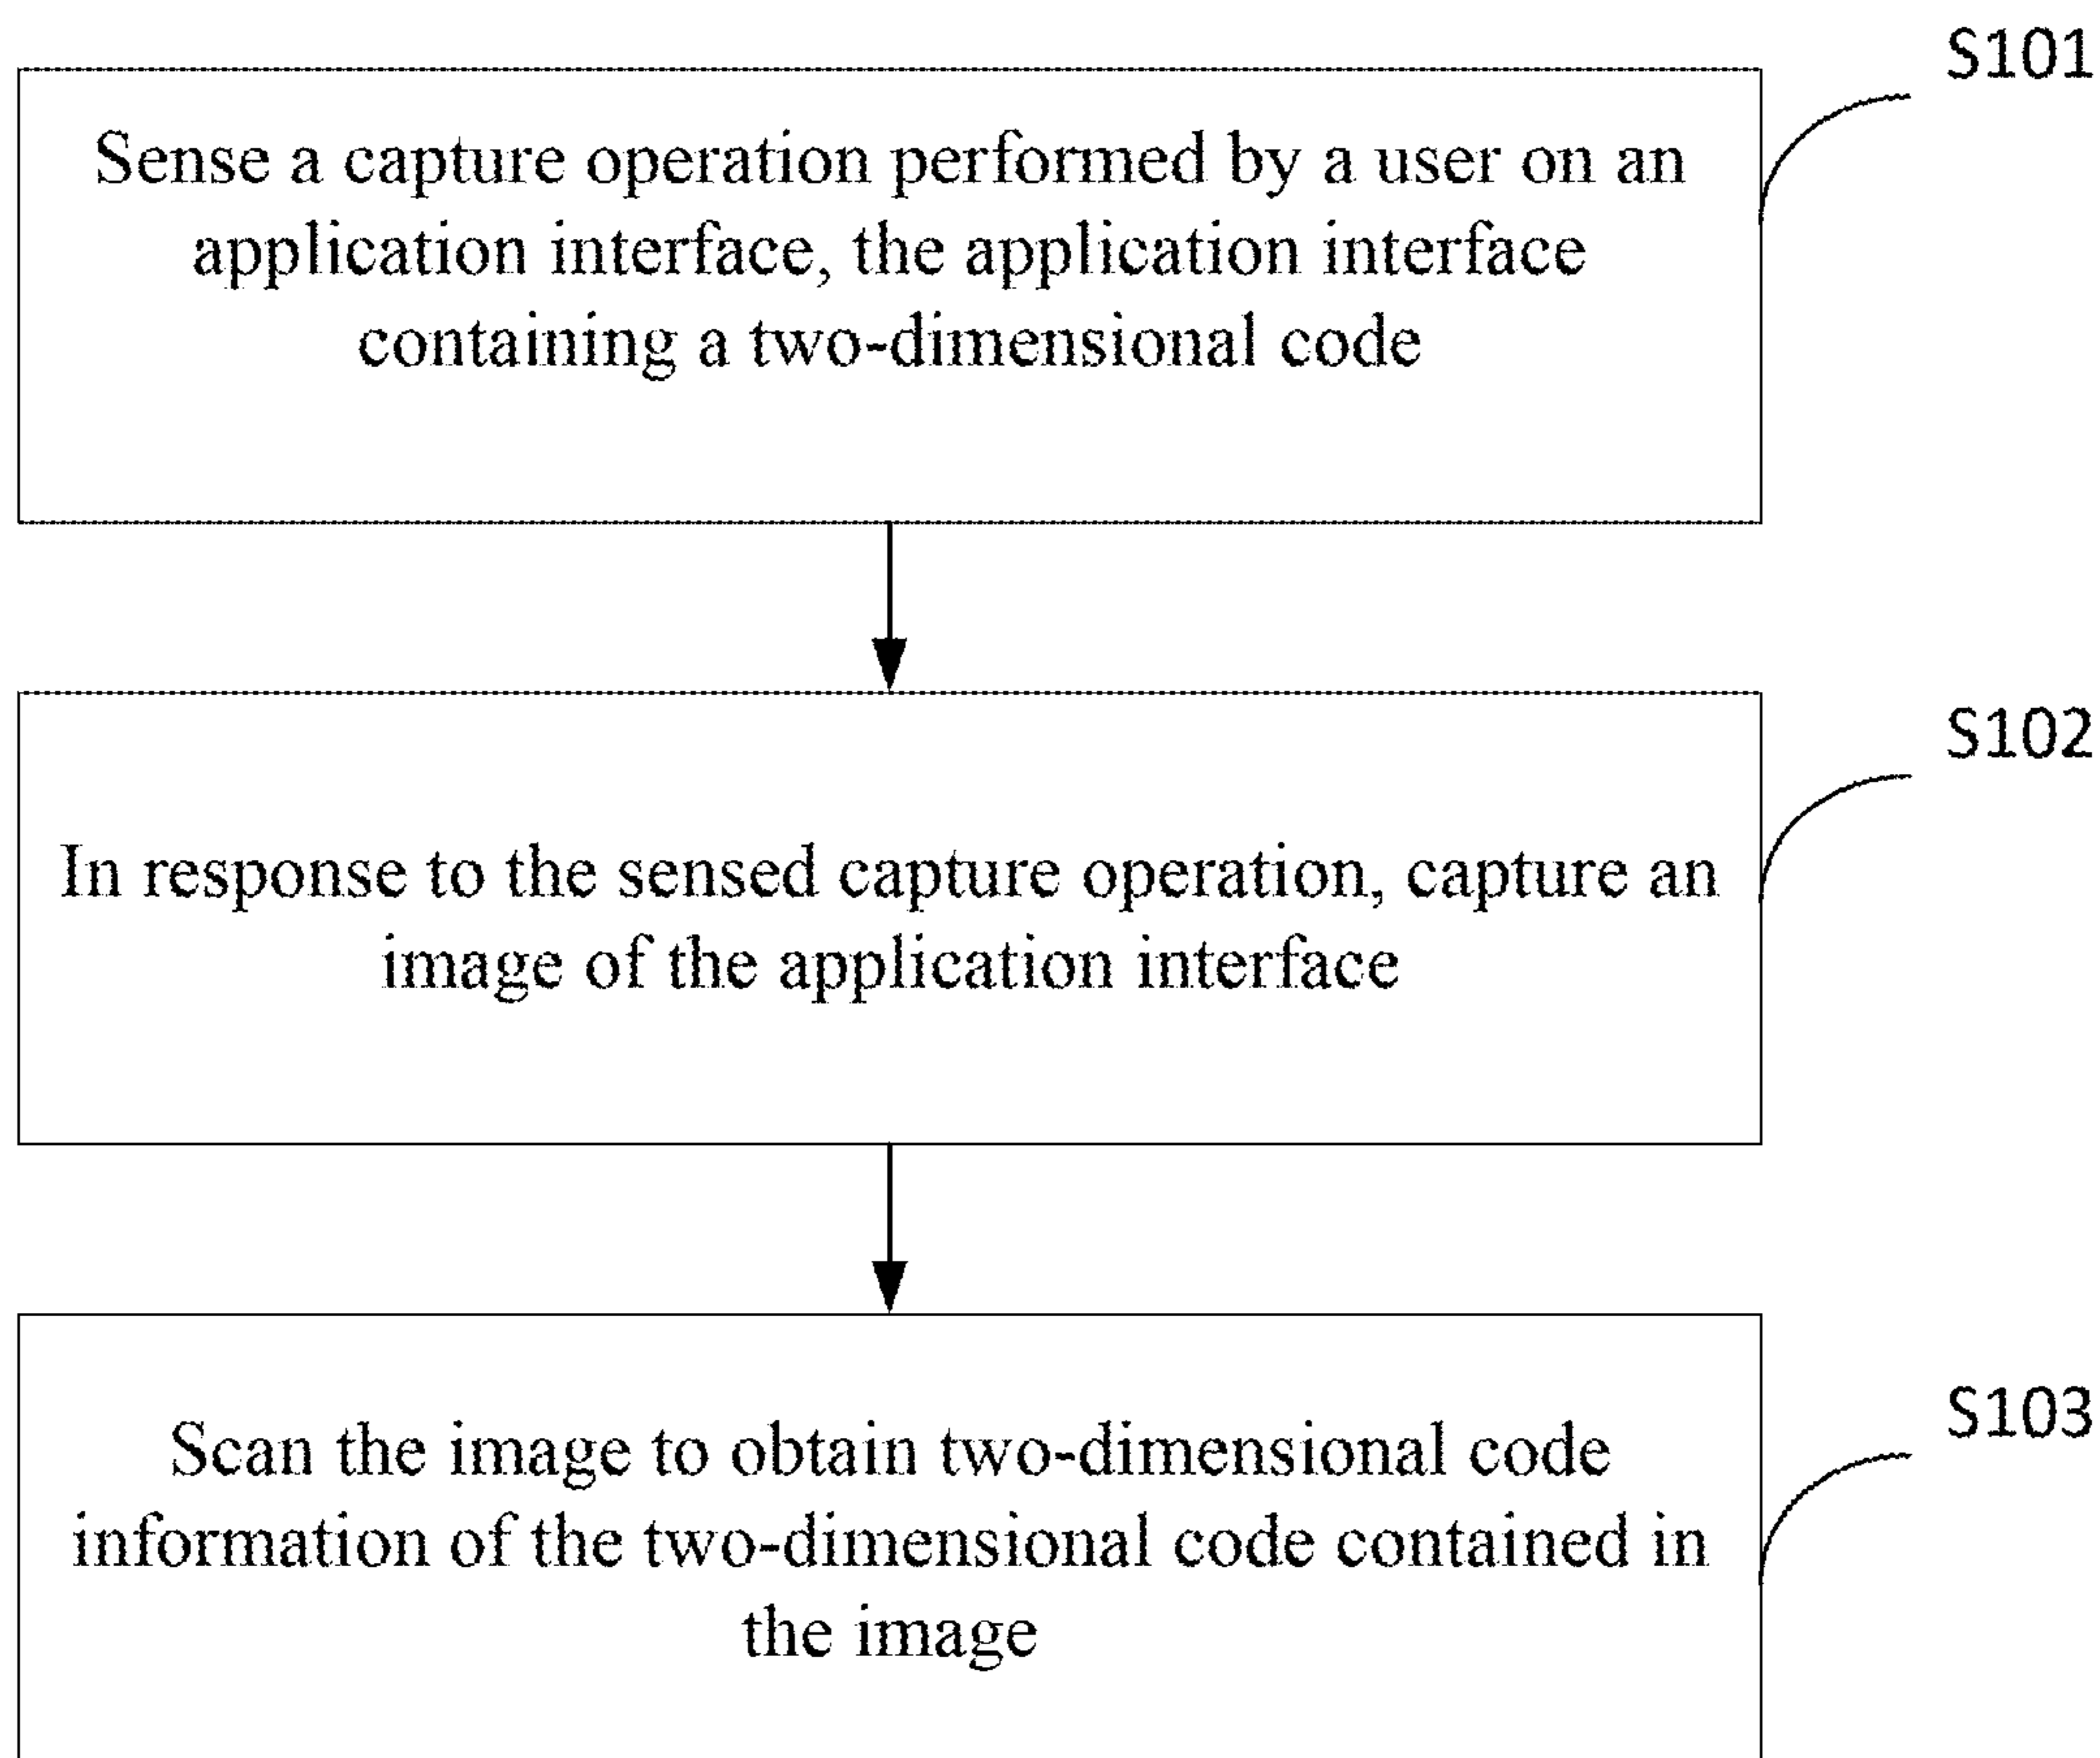 S101
Sense a capture operation performed by a user on an
application interface, the application interface
containing a two-dimensional code
S102
In response to the sensed capture operation, capture an
image of the application interface
S103
Scan the image to obtain two-dimensional code
information of the two-dimensional code contained in
the image